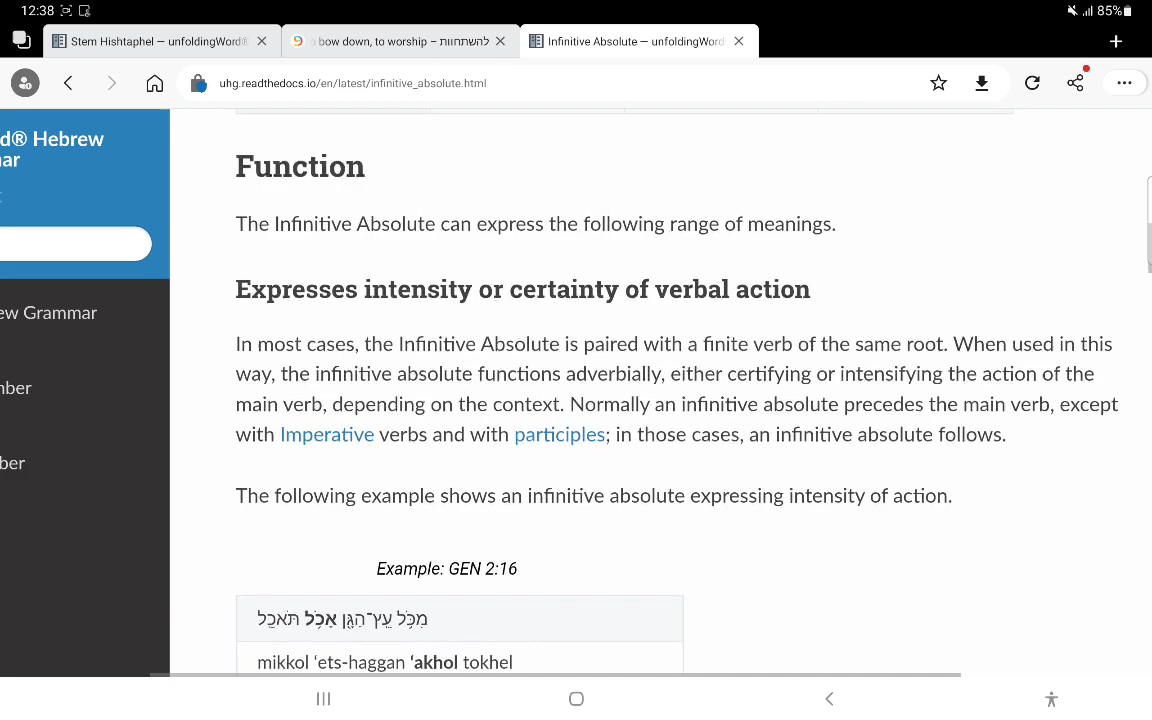 12:38
85%
Stem Hishtaphel — unfoldingWord®
bow down, to worship – להשתחוות
Infinitive Absolute — unfoldingWord
uhg.readthedocs.io/en/latest/infinitive_absolute.html
d® Hebrew
ar
ew Grammar
nber
ber
Function
The Infinitive Absolute can express the following range of meanings.
Expresses intensity or certainty of verbal action
In most cases, the Infinitive Absolute is paired with a finite verb of the same root. When used in this
way, the infinitive absolute functions adverbially, either certifying or intensifying the action of the
main verb, depending on the context. Normally an infinitive absolute precedes the main verb, except
with Imperative verbs and with participles; in those cases, an infinitive absolute follows.
The following example shows an infinitive absolute expressing intensity of action.
Example: GEN 2:16
מִכֹּ֥ל עֵֽץ־הַגָּ֖ן אָכֹ֥ל תֹּאכֵֽל
mikkol ‘ets-haggan ‘akhol tokhel